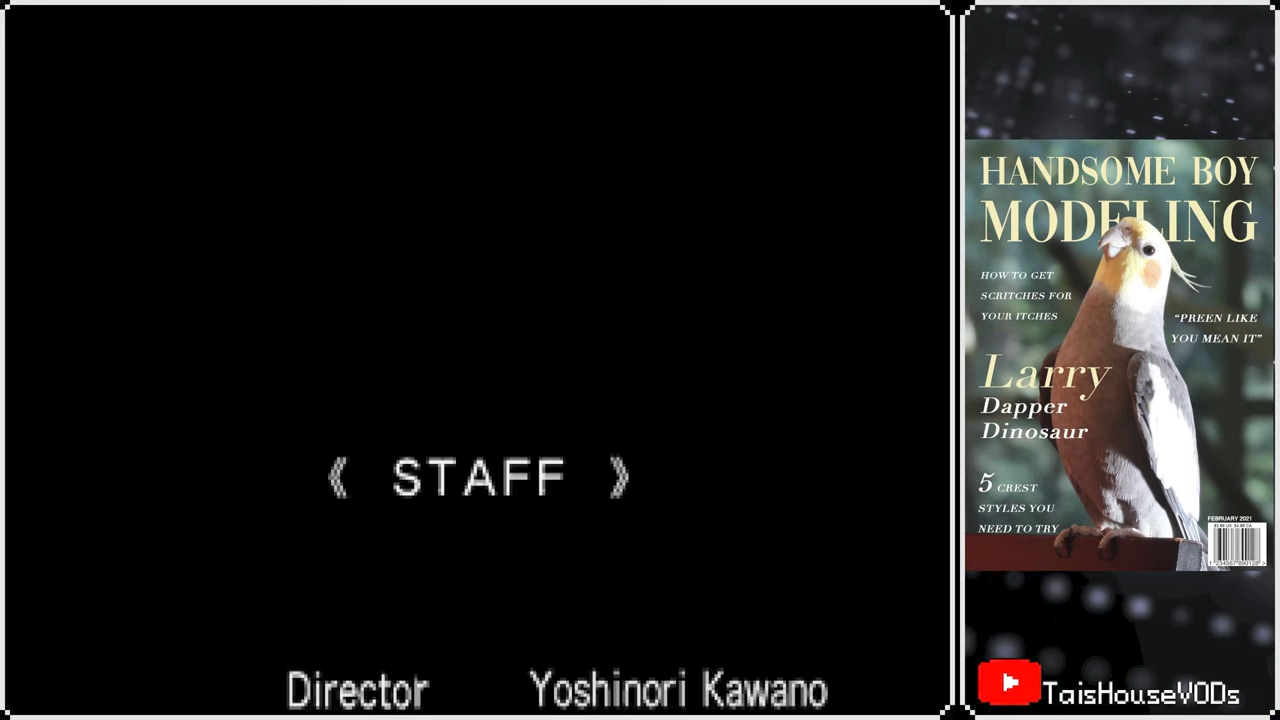 《 STAFF 》
Director Yoshinori Kawano
HANDSOME BOY
MODELING
HOW TO GET
SCRITCHES FOR
YOUR ITCHES
“PREEN LIKE
YOU MEAN IT”
Larry
Dapper
Dinosaur
5 CREST
STYLES YOU
NEED TO TRY
FEBRUARY 2021
TaisHouseVODs